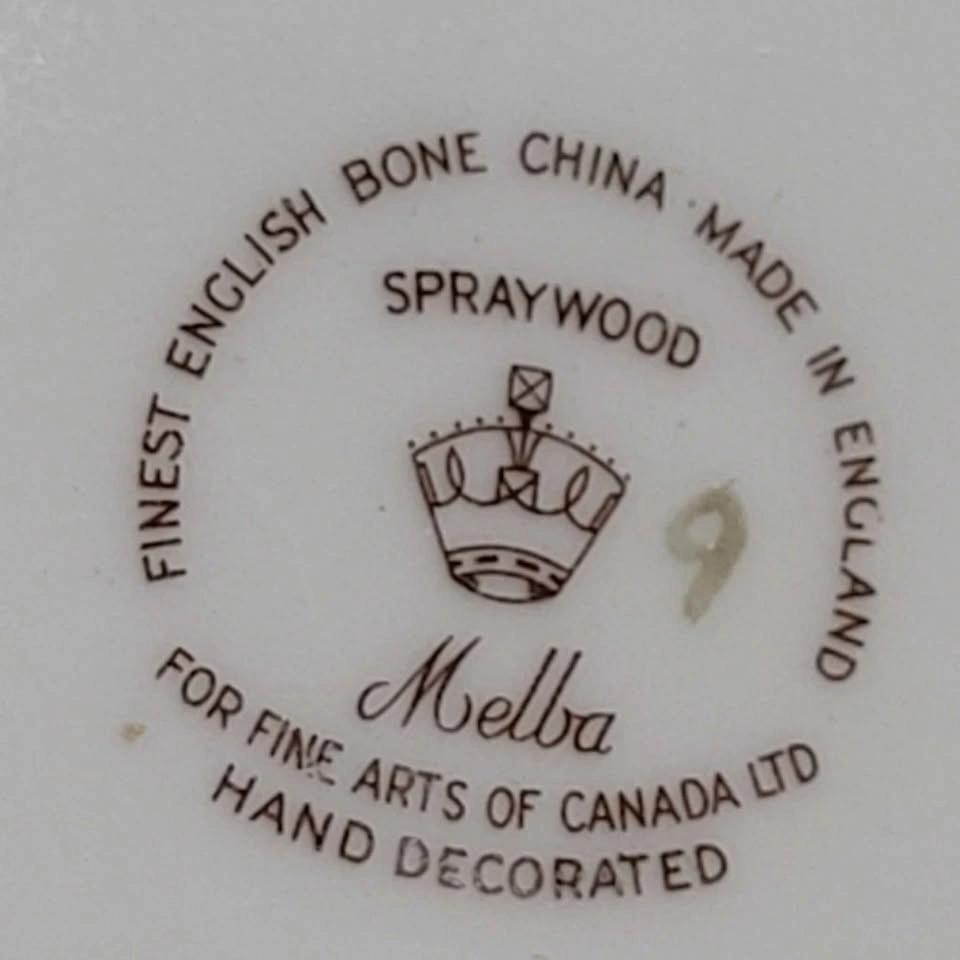 FINEST ENGLISH BONE CHINA · MADE IN ENGLAND
SPRAYWOOD
9
Melba
FOR FINE ARTS OF CANADA LTD
HAND DECORATED